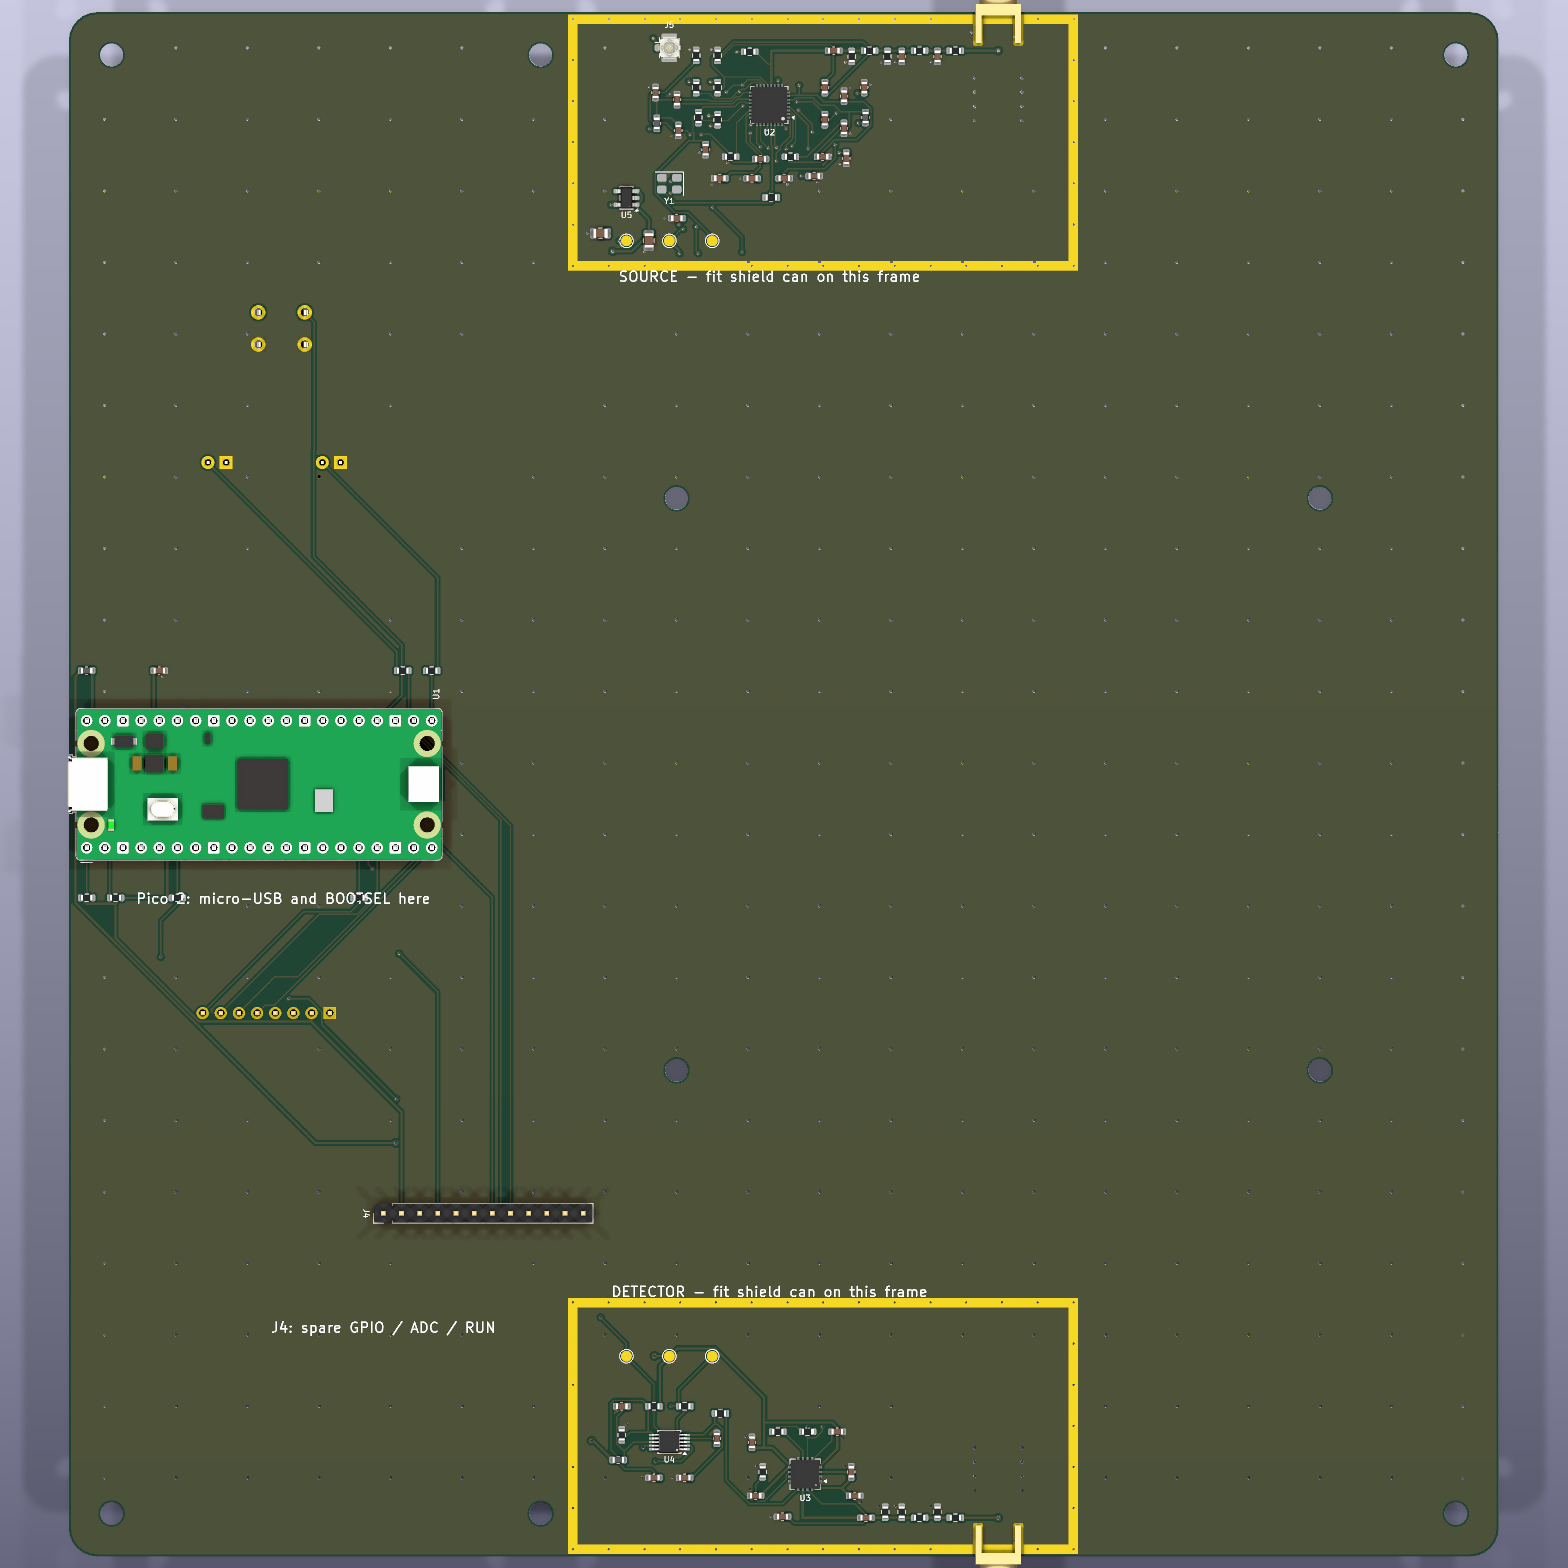 J5
U2
Y1
U5
SOURCE – fit shield can on this frame
U1
Pico 2: micro-USB and BOOTSEL here
J4
DETECTOR – fit shield can on this frame
J4: spare GPIO / ADC / RUN
U4
U3